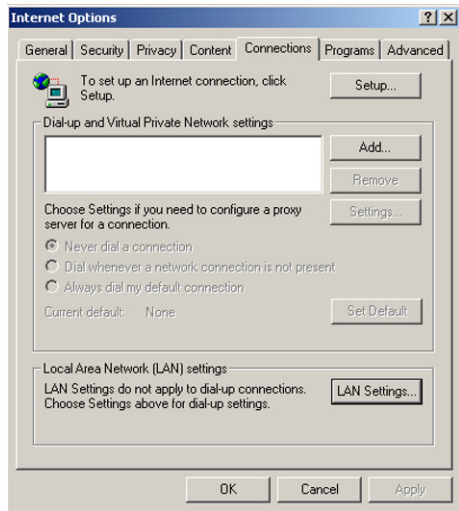 Internet Options
General Security Privacy Content Connections Programs Advanced
To set up an Internet connection, click
Setup.
Setup...
Dial-up and Virtual Private Network settings
Add...
Remove
Choose Settings if you need to configure a proxy
server for a connection.
Settings...
Never dial a connection
Dial whenever a network connection is not present
Always dial my default connection
Current default: None
Set Default
Local Area Network (LAN) settings
LAN Settings do not apply to dial-up connections.
Choose Settings above for dial-up settings.
LAN Settings...
OK Cancel Apply